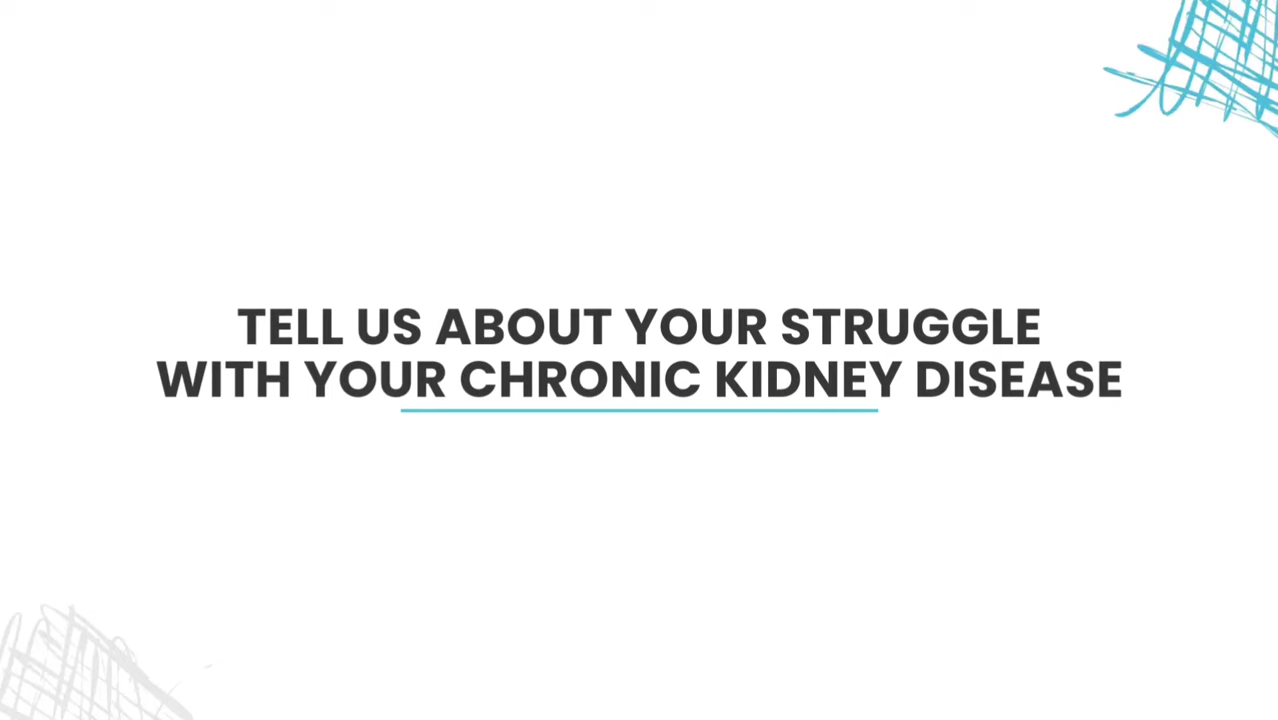 TELL US ABOUT YOUR STRUGGLE
WITH YOUR CHRONIC KIDNEY DISEASE